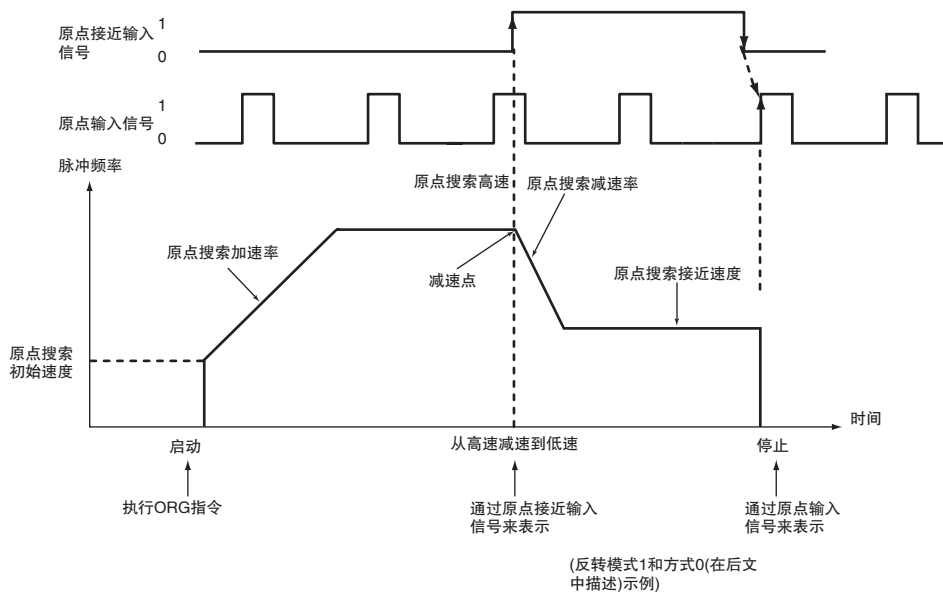 原点接近输入
信号
1
0
原点输入信号
1
0
脉冲频率
原点搜索高速
原点搜索减速率
原点搜索加速率
减速点
原点搜索接近速度
原点搜索
初始速度
时间
启动
从高速减速到低速
停止
执行ORG指令
通过原点接近输入
信号来表示
通过原点输入
信号来表示
(反转模式1和方式0(在后文
中描述)示例)